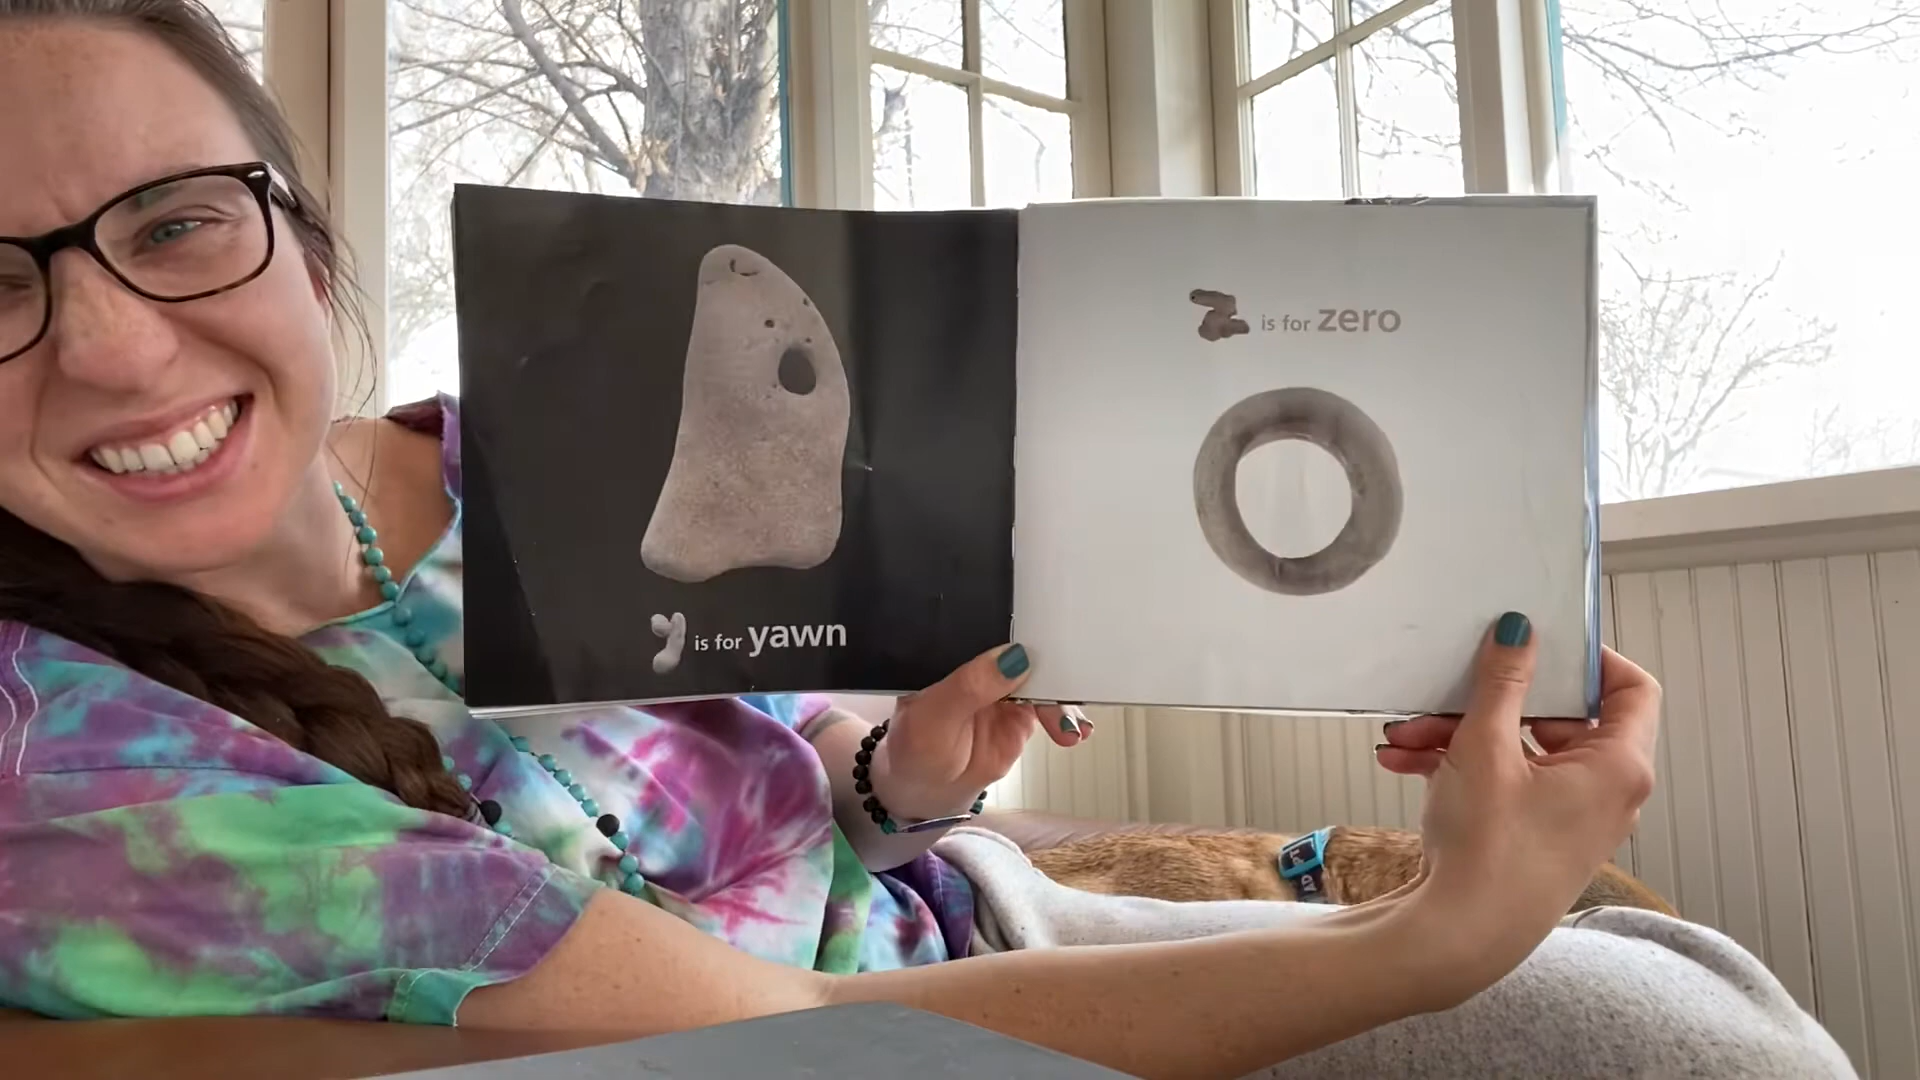 y is for yawn
z is for zero